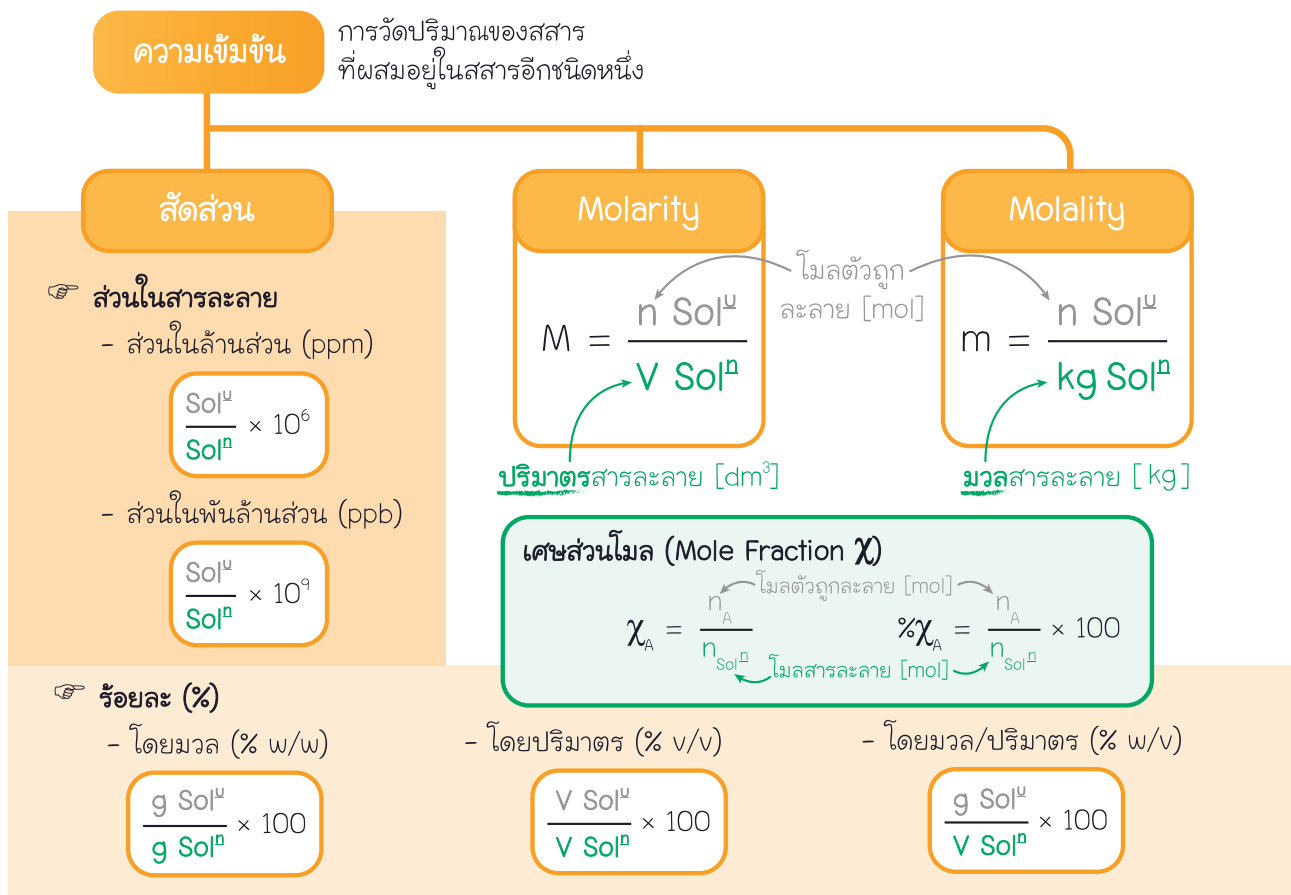 ความเข้มข้น
การวัดปริมาณของสสาร
ที่ผสมอยู่ในสสารอีกชนิดหนึ่ง
สัดส่วน
☞ ส่วนในสารละลาย
- ส่วนในล้านส่วน (ppm)
Solᵘ
Solⁿ
× 10⁶
- ส่วนในพันล้านส่วน (ppb)
Solᵘ
Solⁿ
× 10⁹
Molarity
M =
n Solᵘ
V Solⁿ
ปริมาตรสารละลาย [dm³]
โมลตัวถูก
ละลาย [mol]
Molality
m =
n Solᵘ
kg Solⁿ
มวลสารละลาย [kg]
เศษส่วนโมล (Mole Fraction χ)
โมลตัวถูกละลาย [mol]
χA =
nA
nSolⁿ
%χA =
nA
nSolⁿ
× 100
โมลสารละลาย [mol]
☞ ร้อยละ (%)
- โดยมวล (% w/w)
g Solᵘ
g Solⁿ
× 100
- โดยปริมาตร (% v/v)
V Solᵘ
V Solⁿ
× 100
- โดยมวล/ปริมาตร (% w/v)
g Solᵘ
V Solⁿ
× 100